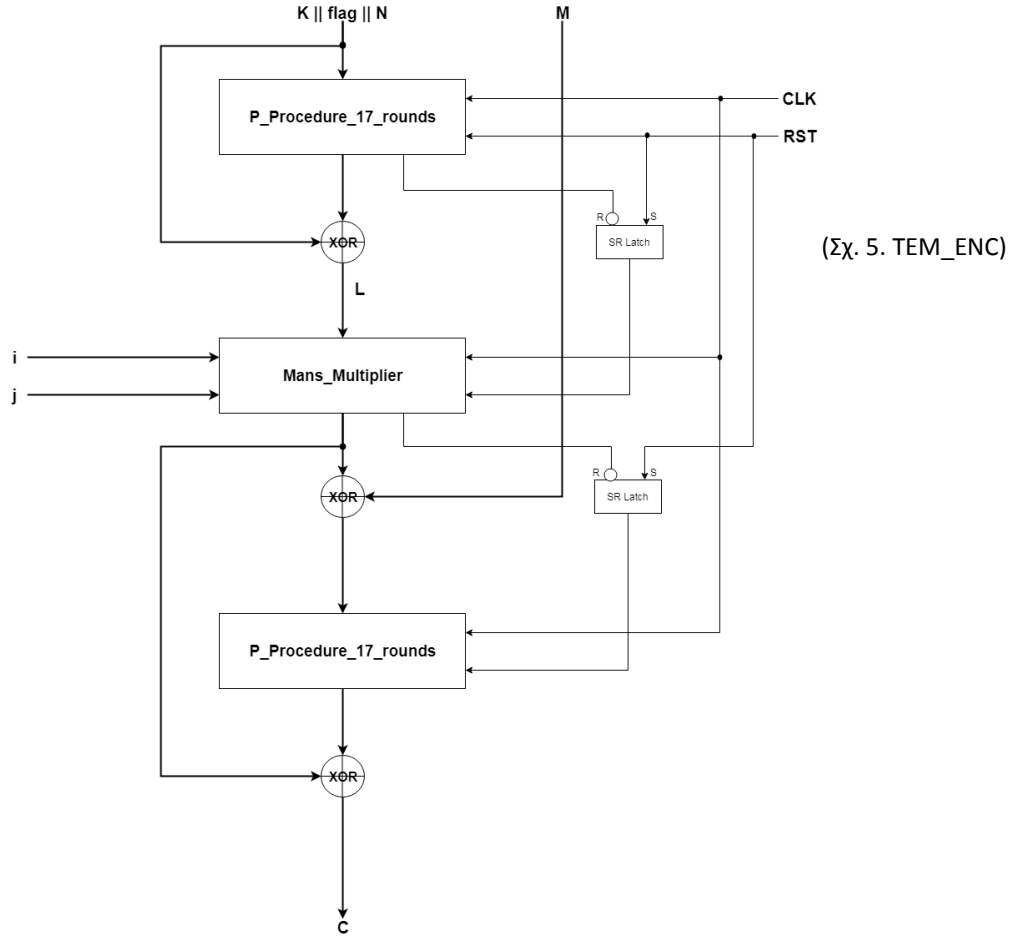 K || flag || N
M
P_Procedure_17_rounds
CLK
RST
XOR
R
S
SR Latch
(Σχ. 5. TEM_ENC)
L
i
j
Mans_Multiplier
R
S
SR Latch
XOR
P_Procedure_17_rounds
XOR
C